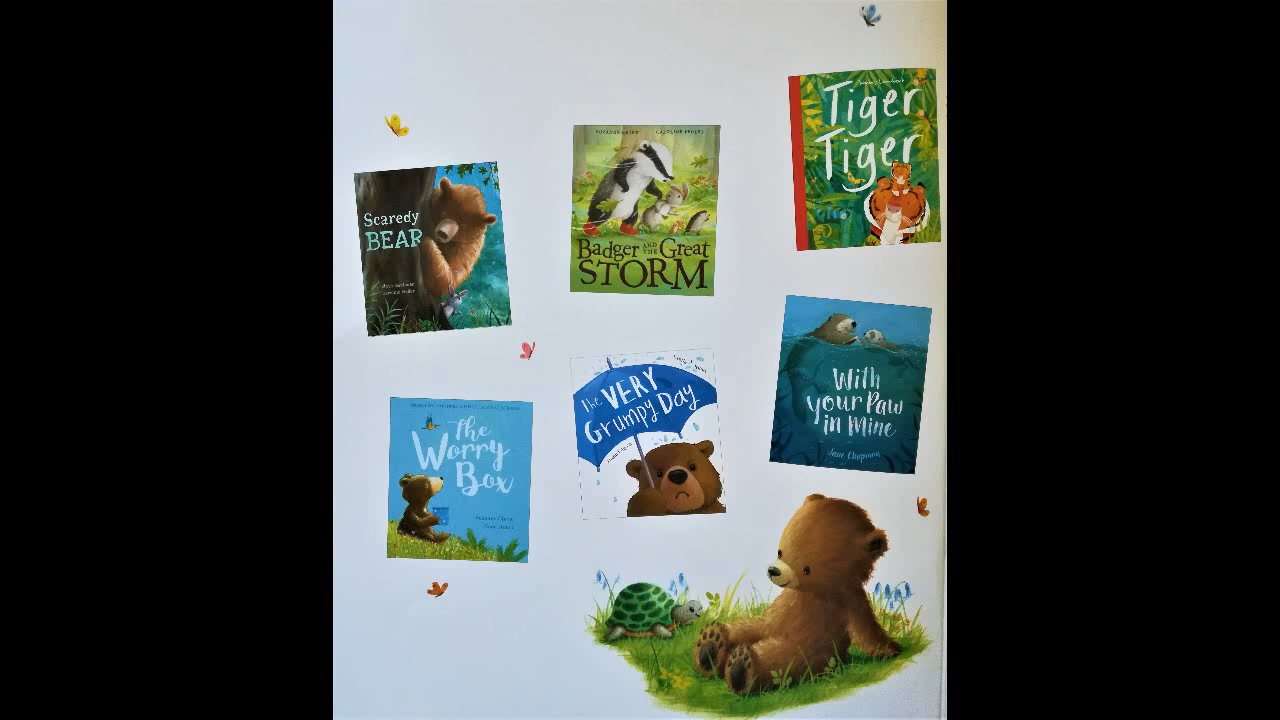 Scaredy
BEAR
Badger AND THE Great
STORM
Tiger
Tiger
The
Worry
Box
The VERY
Grumpy Day
With
your Paw
in Mine
Jane Chapman